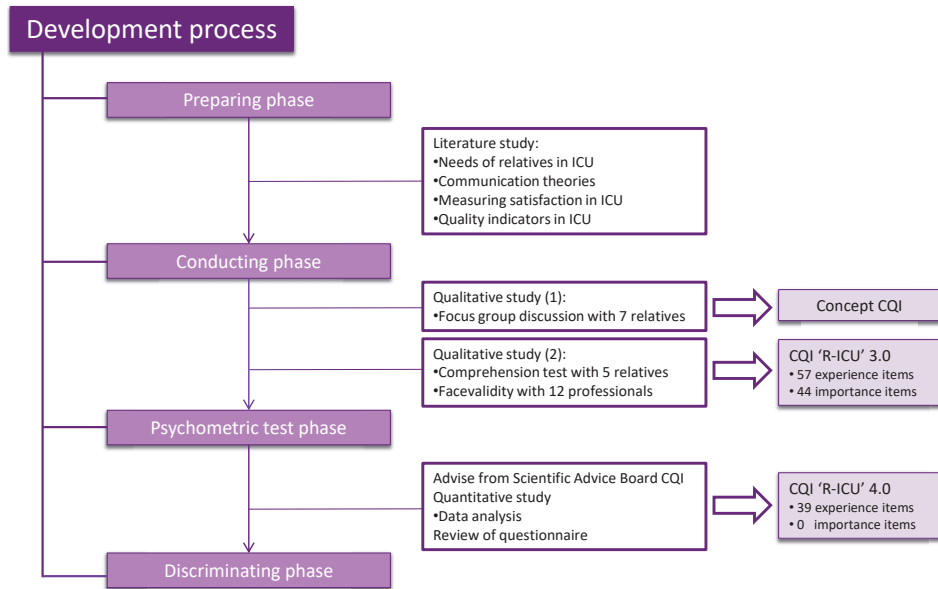 Development process
Preparing phase
Literature study:
•Needs of relatives in ICU
•Communication theories
•Measuring satisfaction in ICU
•Quality indicators in ICU
Conducting phase
Qualitative study (1):
•Focus group discussion with 7 relatives
Concept CQI
Qualitative study (2):
•Comprehension test with 5 relatives
•Facevalidity with 12 professionals
CQI ‘R-ICU’ 3.0
• 57 experience items
• 44 importance items
Psychometric test phase
Advise from Scientific Advice Board CQI
Quantitative study
•Data analysis
Review of questionnaire
CQI ‘R-ICU’ 4.0
• 39 experience items
• 0 importance items
Discriminating phase